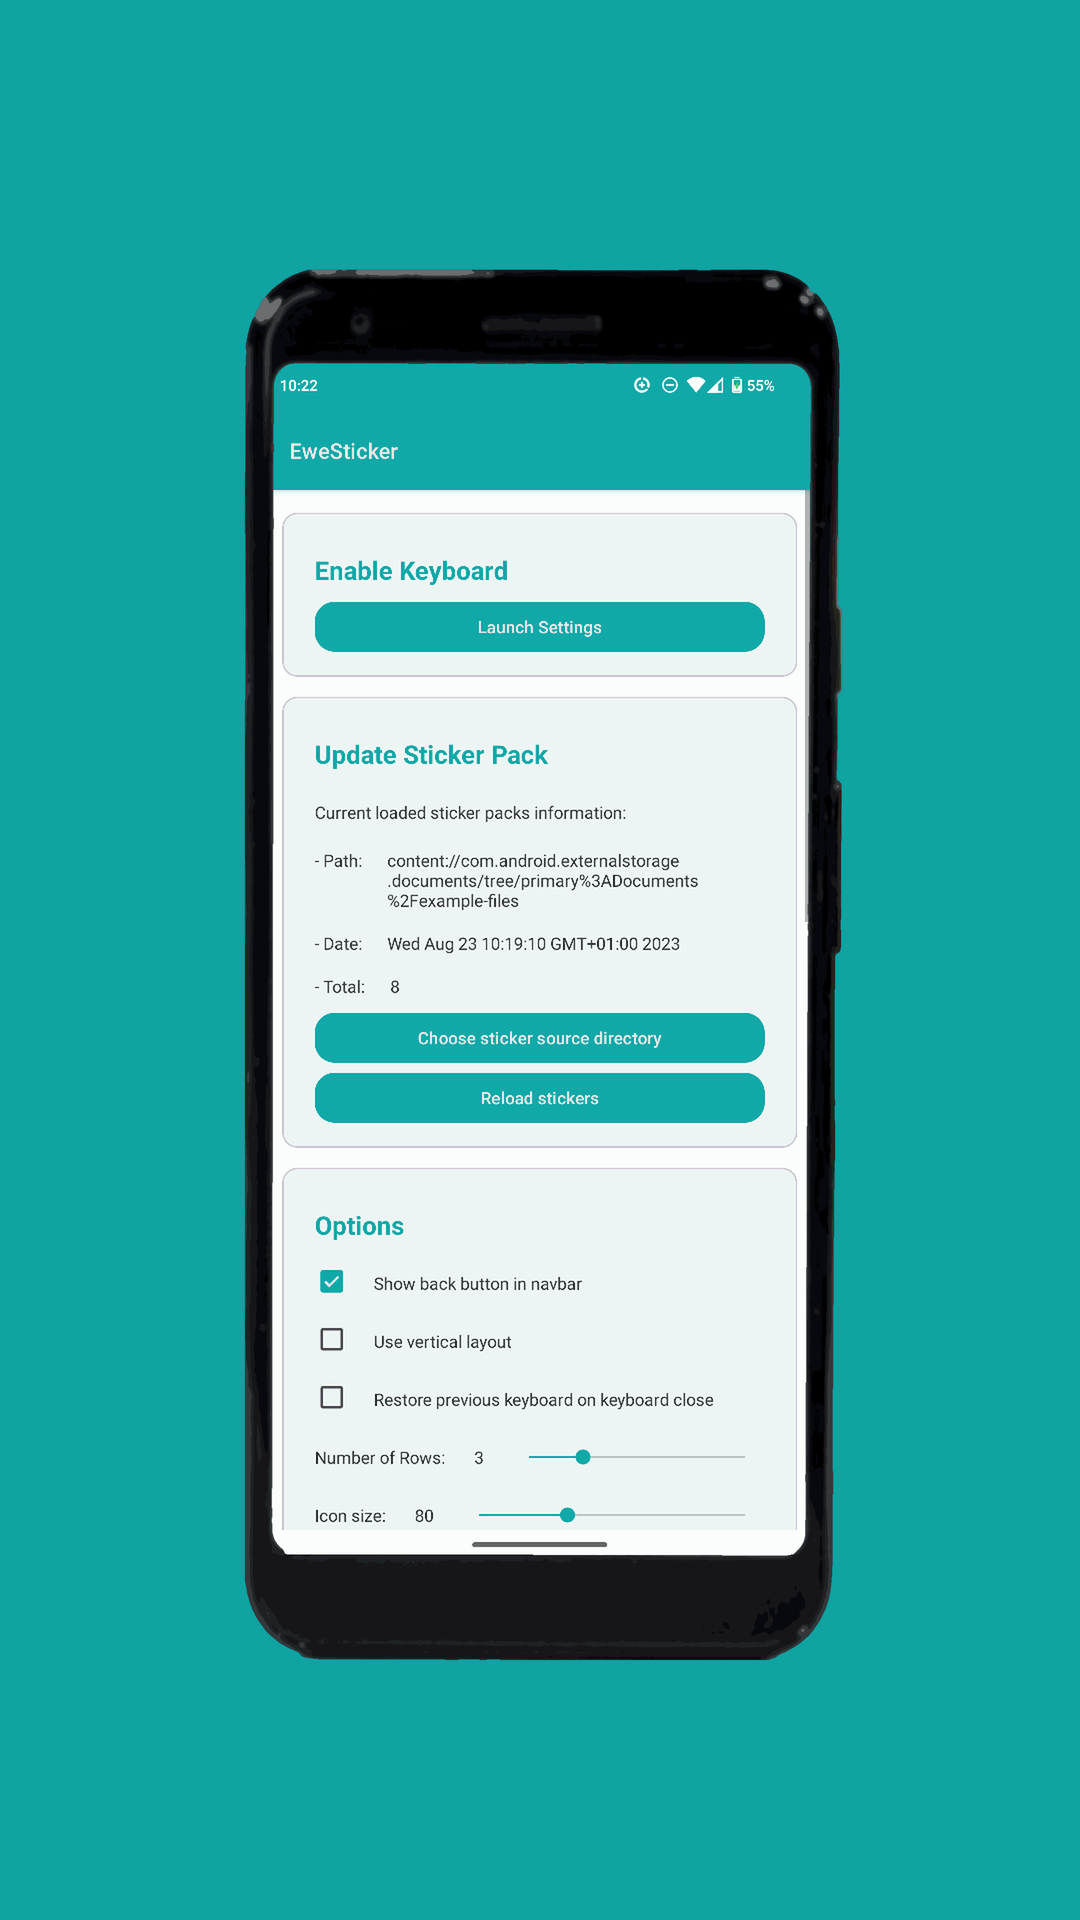 10:22
55%
EweSticker
Enable Keyboard
Launch Settings
Update Sticker Pack
Current loaded sticker packs information:
- Path: content://com.android.externalstorage
.documents/tree/primary%3ADocuments
%2Fexample-files
- Date: Wed Aug 23 10:19:10 GMT+01:00 2023
- Total: 8
Choose sticker source directory
Reload stickers
Options
Show back button in navbar
Use vertical layout
Restore previous keyboard on keyboard close
Number of Rows: 3
Icon size: 80